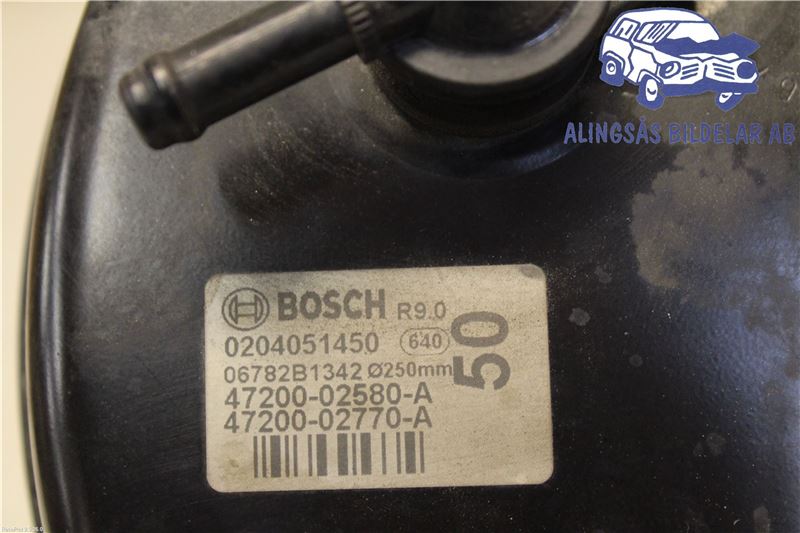 ALINGSÅS BILDELAR AB
BOSCH R9.0
0204051450 640
06782B1342 Ø250mm
50
47200-02580-A
47200-02770-A